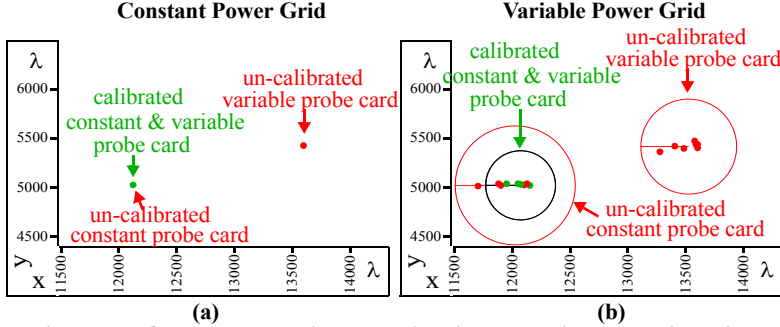 Constant Power Grid
λ
6000
5500
5000
4500
calibrated
constant & variable
probe card
un-calibrated
variable probe card
un-calibrated
constant probe card
y
x
11500
12000
12500
13000
13500
14000
λ
(a)
Variable Power Grid
λ
6000
5500
5000
4500
calibrated
constant & variable
probe card
un-calibrated
variable probe card
un-calibrated
constant probe card
y
x
11500
12000
12500
13000
13500
14000
λ
(b)